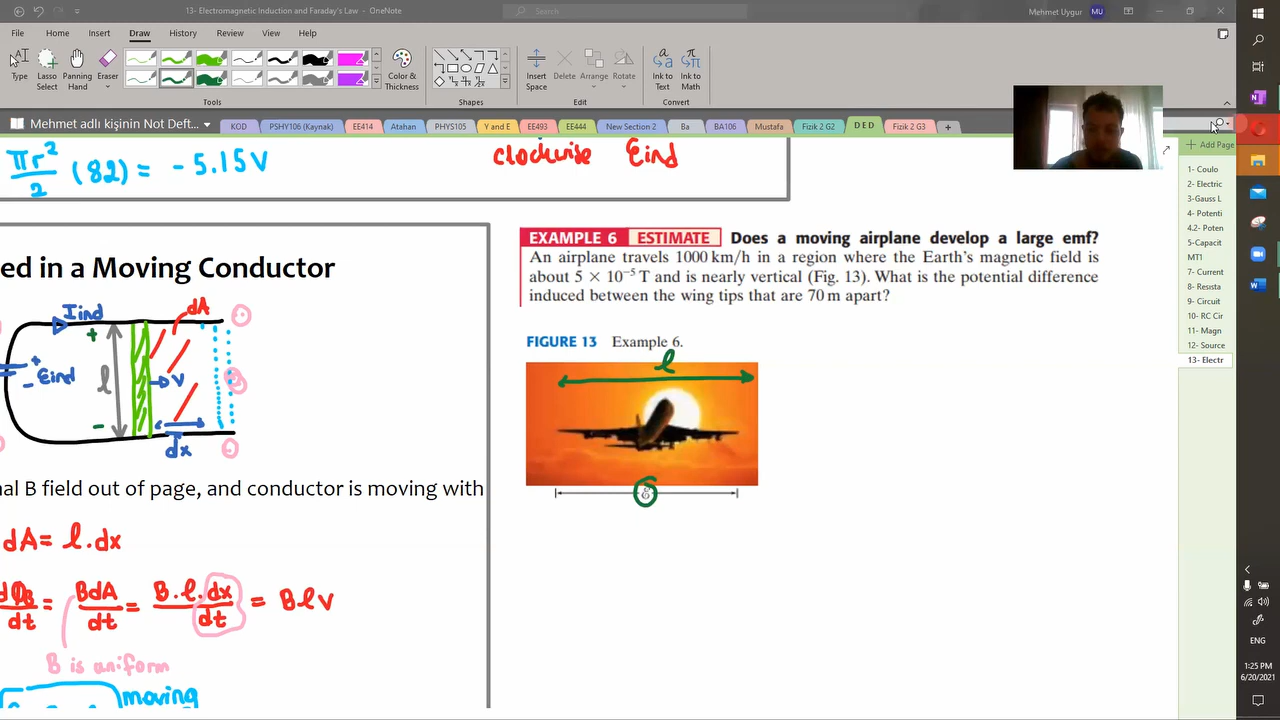 13- Electromagnetic Induction and Faraday's Law - OneNote
Search
Mehmet Uygur MU
File Home Insert Draw History Review View Help
Type Lasso Select Panning Hand Eraser
Color & Thickness
Insert Space Delete Arrange Rotate
Ink to Text Ink to Math
Tools Shapes Edit Convert
Mehmet adlı kişinin Not Deft...
KOD PSHY106 (Kaynak) EE414 Atahan PHYS105 Y and E EE493 EE444 New Section 2 Ba BA106 Mustafa Fizik 2 G2 D E D Fizik 2 G3 +
Add Page
1- Coulo
2- Electric
3-Gauss L
4- Potenti
4.2- Poten
5-Capacit
MT1
7- Current
8- Resista
9- Circuit
10- RC Cir
11- Magn
12- Source
13- Electr
πr²/2 (82) = -5.15V
clockwise Eind
ed in a Moving Conductor
Iind dA
+
+ - Eind l v
-
dx
nal B field out of page, and conductor is moving with
dA = l.dx
BdA/dt = B.l.dx/dt = Blv
B is uniform
moving
EXAMPLE 6 ESTIMATE Does a moving airplane develop a large emf?
An airplane travels 1000 km/h in a region where the Earth's magnetic field is
about 5 × 10⁻⁵ T and is nearly vertical (Fig. 13). What is the potential difference
induced between the wing tips that are 70 m apart?
FIGURE 13 Example 6.
l
ℰ
ENG
1:25 PM
6/20/2021